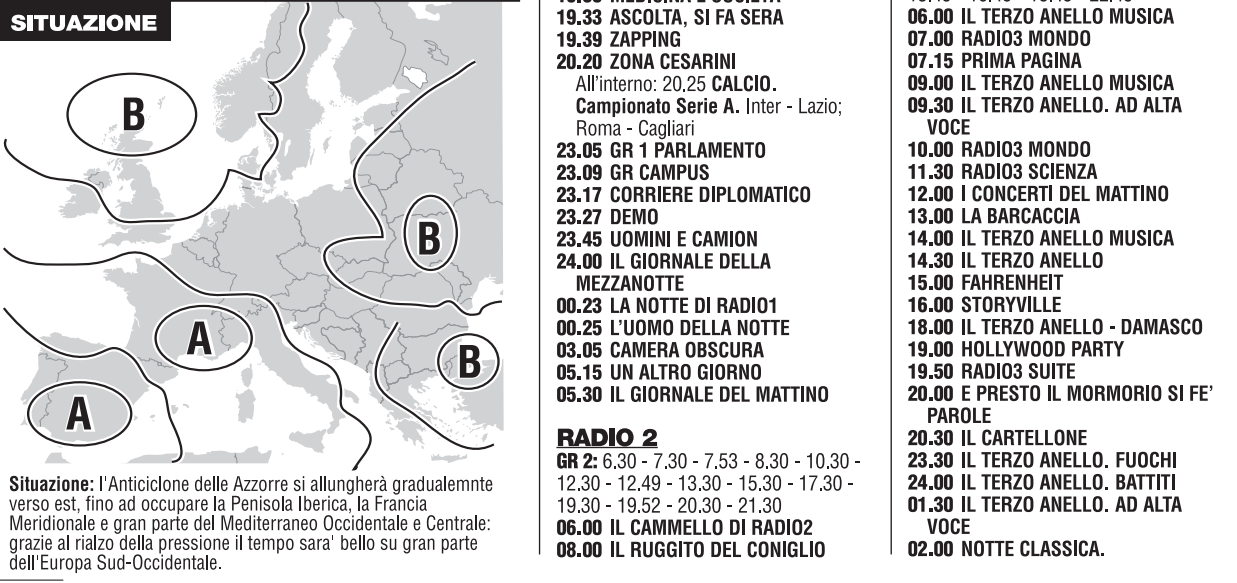 SITUAZIONE
B
B
A
B
A
Situazione: l'Anticiclone delle Azzorre si allungherà gradualemnte
verso est, fino ad occupare la Penisola Iberica, la Francia
Meridionale e gran parte del Mediterraneo Occidentale e Centrale:
grazie al rialzo della pressione il tempo sara' bello su gran parte
dell'Europa Sud-Occidentale.
19.33 ASCOLTA, SI FA SERA
19.39 ZAPPING
20.20 ZONA CESARINI
All'interno: 20.25 CALCIO.
Campionato Serie A. Inter - Lazio;
Roma - Cagliari
23.05 GR 1 PARLAMENTO
23.09 GR CAMPUS
23.17 CORRIERE DIPLOMATICO
23.27 DEMO
23.45 UOMINI E CAMION
24.00 IL GIORNALE DELLA
MEZZANOTTE
00.23 LA NOTTE DI RADIO1
00.25 L'UOMO DELLA NOTTE
03.05 CAMERA OBSCURA
05.15 UN ALTRO GIORNO
05.30 IL GIORNALE DEL MATTINO
RADIO 2
GR 2: 6.30 - 7.30 - 7.53 - 8.30 - 10.30 -
12.30 - 12.49 - 13.30 - 15.30 - 17.30 -
19.30 - 19.52 - 20.30 - 21.30
06.00 IL CAMMELLO DI RADIO2
08.00 IL RUGGITO DEL CONIGLIO
06.00 IL TERZO ANELLO MUSICA
07.00 RADIO3 MONDO
07.15 PRIMA PAGINA
09.00 IL TERZO ANELLO MUSICA
09.30 IL TERZO ANELLO. AD ALTA
VOCE
10.00 RADIO3 MONDO
11.30 RADIO3 SCIENZA
12.00 I CONCERTI DEL MATTINO
13.00 LA BARCACCIA
14.00 IL TERZO ANELLO MUSICA
14.30 IL TERZO ANELLO
15.00 FAHRENHEIT
16.00 STORYVILLE
18.00 IL TERZO ANELLO - DAMASCO
19.00 HOLLYWOOD PARTY
19.50 RADIO3 SUITE
20.00 E PRESTO IL MORMORIO SI FE'
PAROLE
20.30 IL CARTELLONE
23.30 IL TERZO ANELLO. FUOCHI
24.00 IL TERZO ANELLO. BATTITI
01.30 IL TERZO ANELLO. AD ALTA
VOCE
02.00 NOTTE CLASSICA.